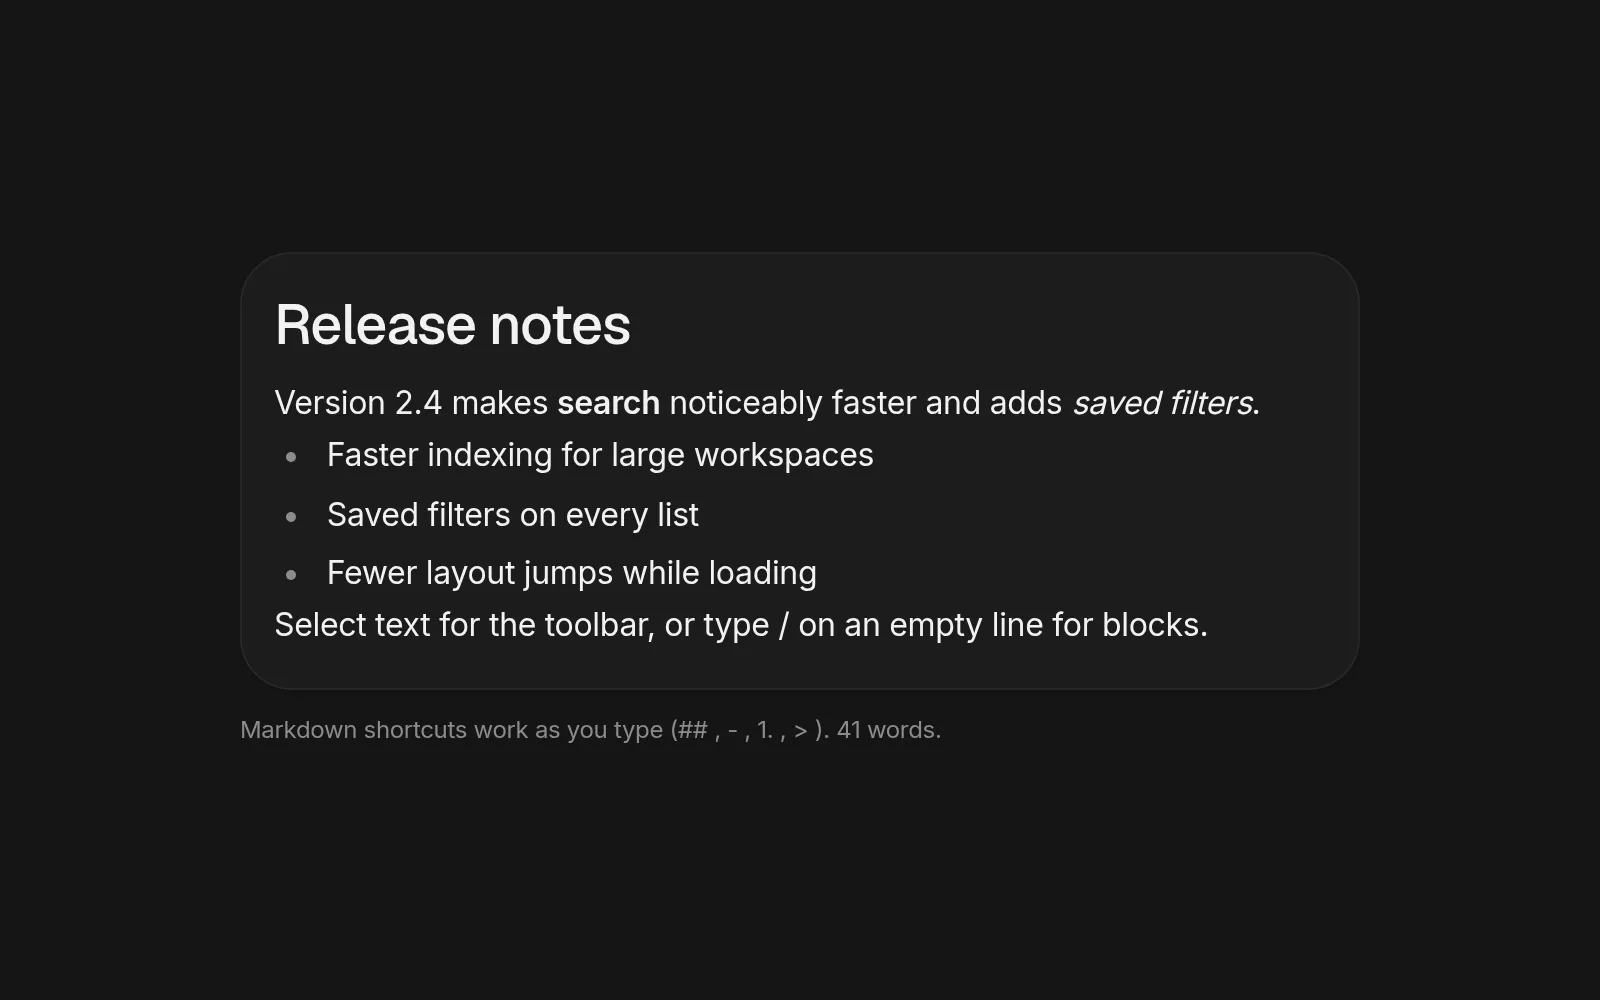 Release notes
Version 2.4 makes search noticeably faster and adds saved filters.
• Faster indexing for large workspaces
• Saved filters on every list
• Fewer layout jumps while loading
Select text for the toolbar, or type / on an empty line for blocks.
Markdown shortcuts work as you type (## , - , 1. , > ). 41 words.